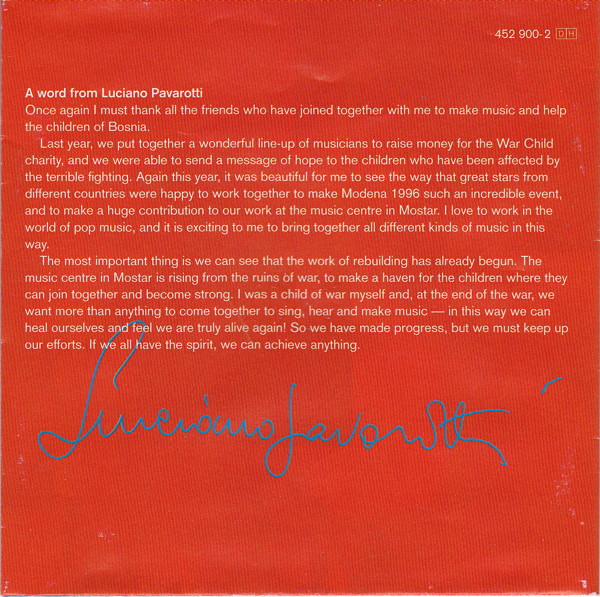 452 900-2 DH
A word from Luciano Pavarotti
Once again I must thank all the friends who have joined together with me to make music and help
the children of Bosnia.
Last year, we put together a wonderful line-up of musicians to raise money for the War Child
charity, and we were able to send a message of hope to the children who have been affected by
the terrible fighting. Again this year, it was beautiful for me to see the way that great stars from
different countries were happy to work together to make Modena 1996 such an incredible event,
and to make a huge contribution to our work at the music centre in Mostar. I love to work in the
world of pop music, and it is exciting to me to bring together all different kinds of music in this
way.
The most important thing is we can see that the work of rebuilding has already begun. The
music centre in Mostar is rising from the ruins of war, to make a haven for the children where they
can join together and become strong. I was a child of war myself and, at the end of the war, we
want more than anything to come together to sing, hear and make music — in this way we can
heal ourselves and feel we are truly alive again! So we have made progress, but we must keep up
our efforts. If we all have the spirit, we can achieve anything.
Luciano Pavarotti